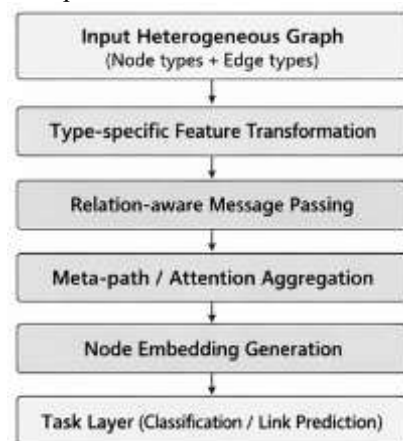 Input Heterogeneous Graph
(Node types + Edge types)
Type-specific Feature Transformation
Relation-aware Message Passing
Meta-path / Attention Aggregation
Node Embedding Generation
Task Layer (Classification / Link Prediction)